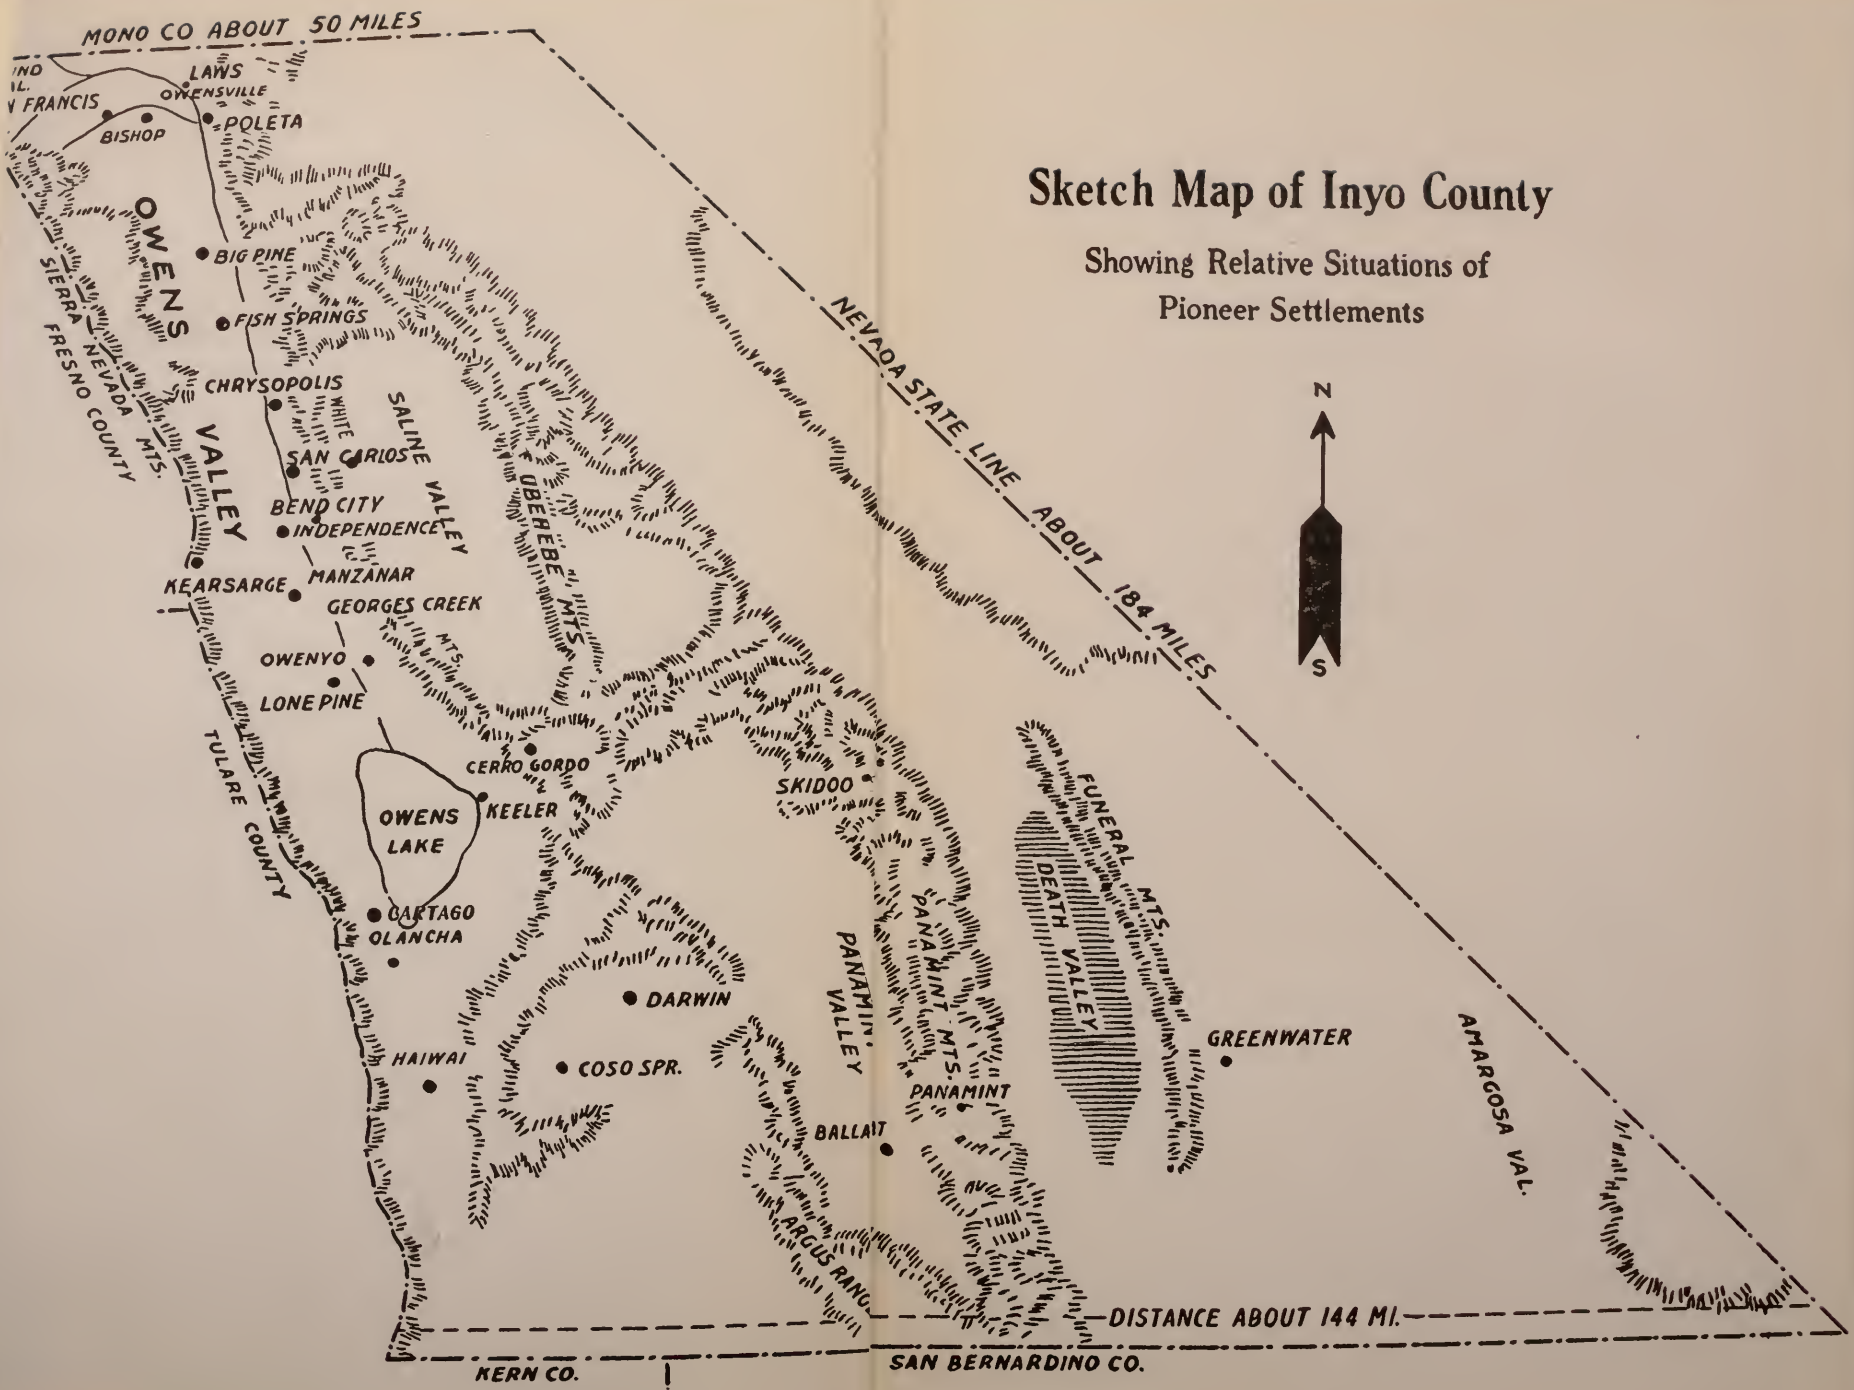 MONO CO ABOUT 50 MILES
LAWS
OWENSVILLE
FRANCIS
BISHOP
POLETA
Sketch Map of Inyo County
Showing Relative Situations of
Pioneer Settlements
N
S
OWENS
VALLEY
BIG PINE
FISH SPRINGS
SIERRA NEVADA MTS.
FRESNO COUNTY
NEVADA STATE LINE ABOUT 184 MILES
CHRYSOPOLIS
WHITE
SALINE VALLEY
SAN CARLOS
UBEHEBE MTS.
BEND CITY
INDEPENDENCE
KEARSARGE
MANZANAR
GEORGES CREEK
MTS.
OWENYO
LONE PINE
TULARE COUNTY
CERRO GORDO
KEELER
OWENS
LAKE
SKIDOO
FUNERAL MTS.
DEATH VALLEY
CARTAGO
OLANCHA
PANAMINT MTS.
VALLEY
DARWIN
HAIWAI
COSO SPR.
GREENWATER
AMARGOSA VAL.
PANAMINT
BALLAIT
ARGUS
DISTANCE ABOUT 144 MI.
KERN CO.
SAN BERNARDINO CO.